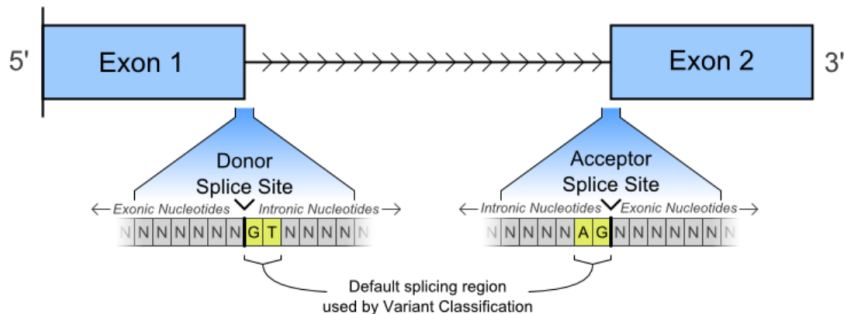 5' Exon 1 Exon 2 3'
Donor
Splice Site
Acceptor
Splice Site
Exonic Nucleotides Intronic Nucleotides
Intronic Nucleotides Exonic Nucleotides
N N N N N N N G T N N N N N
N N N N N A G N N N N N N N
Default splicing region
used by Variant Classification